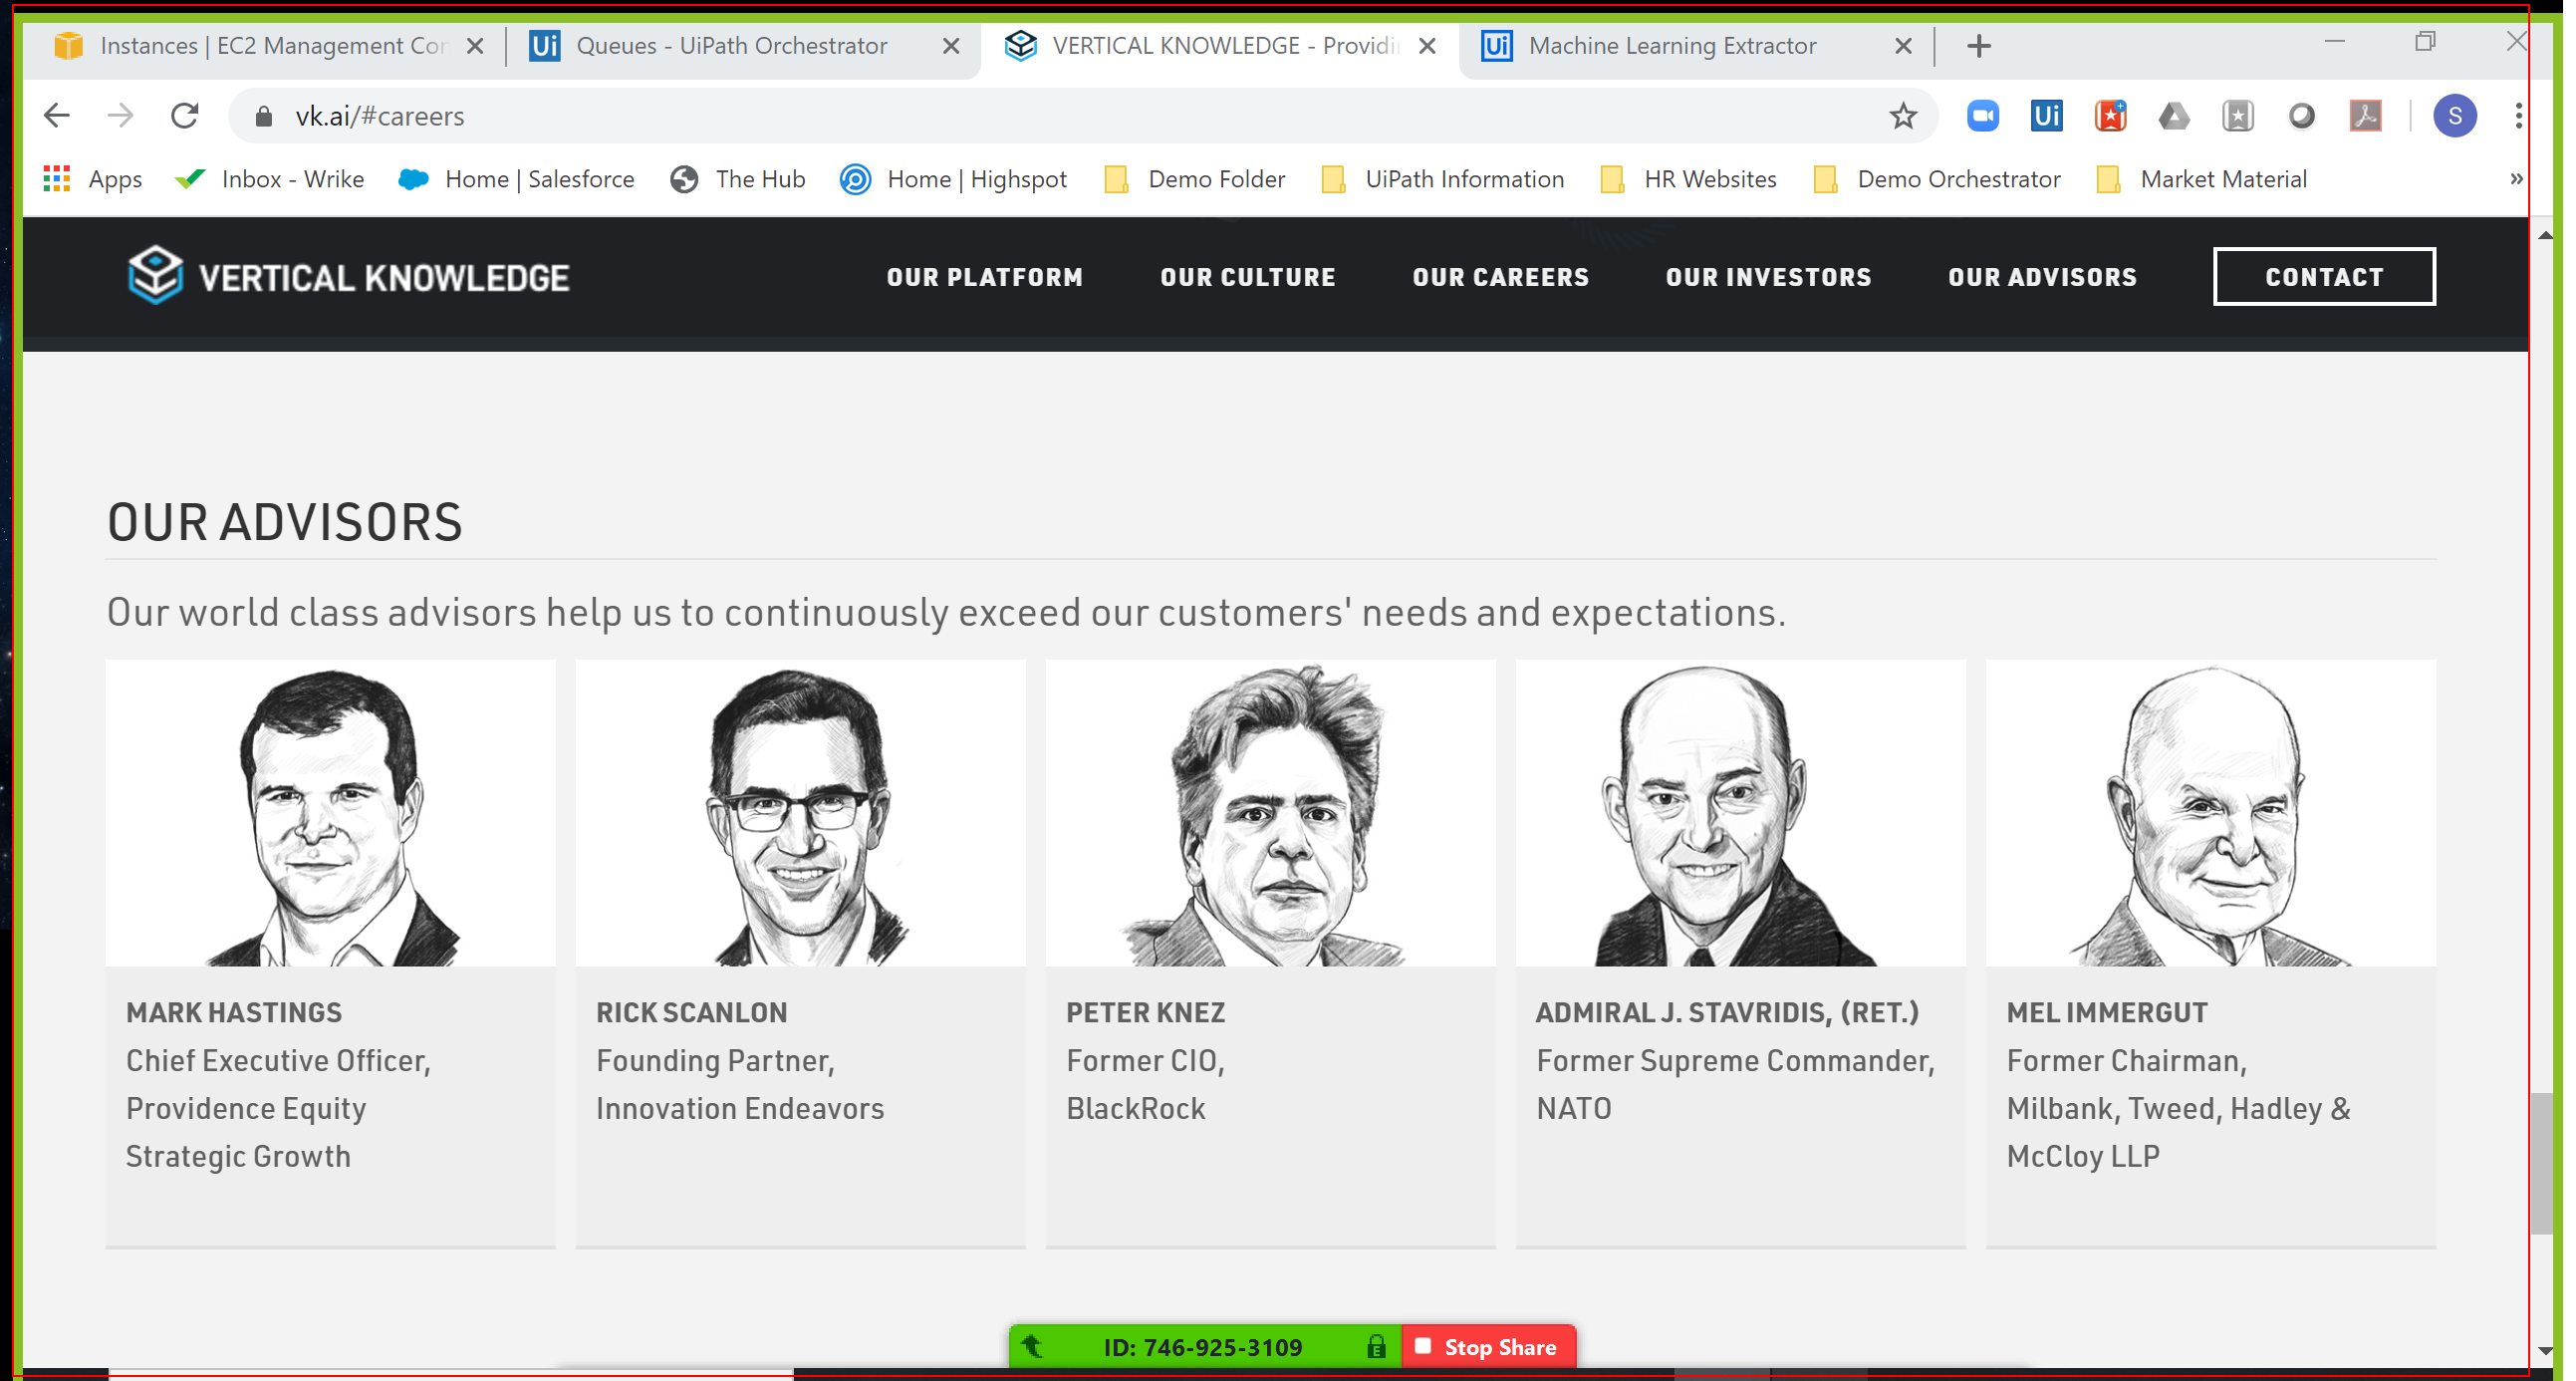 Instances | EC2 Management Con
Queues - UiPath Orchestrator
VERTICAL KNOWLEDGE - Providin
Machine Learning Extractor
vk.ai/#careers
Ui
S
Apps
Inbox - Wrike
Home | Salesforce
The Hub
Home | Highspot
Demo Folder
UiPath Information
HR Websites
Demo Orchestrator
Market Material
»
VERTICAL KNOWLEDGE
OUR PLATFORM
OUR CULTURE
OUR CAREERS
OUR INVESTORS
OUR ADVISORS
CONTACT
OUR ADVISORS
Our world class advisors help us to continuously exceed our customers' needs and expectations.
MARK HASTINGS
Chief Executive Officer,
Providence Equity
Strategic Growth
RICK SCANLON
Founding Partner,
Innovation Endeavors
PETER KNEZ
Former CIO,
BlackRock
ADMIRAL J. STAVRIDIS, (RET.)
Former Supreme Commander,
NATO
MEL IMMERGUT
Former Chairman,
Milbank, Tweed, Hadley &
McCloy LLP
ID: 746-925-3109
Stop Share